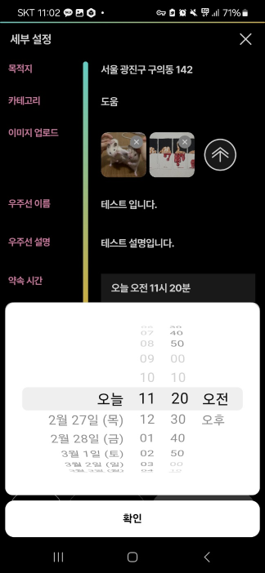 SKT 11:02
71%
세부 설정
목적지
서울 광진구 구의동 142
카테고리
도움
이미지 업로드
우주선 이름
테스트 입니다.
우주선 설명
테스트 설명입니다.
약속 시간
오늘 오전 11시 20분
07 40
08 50
09 00
10 10
오늘 11 20 오전
2월 27일 (목) 12 30 오후
2월 28일 (금) 01 40
3월 1일 (토) 02 50
3월 2일 (일) 03 00
확인